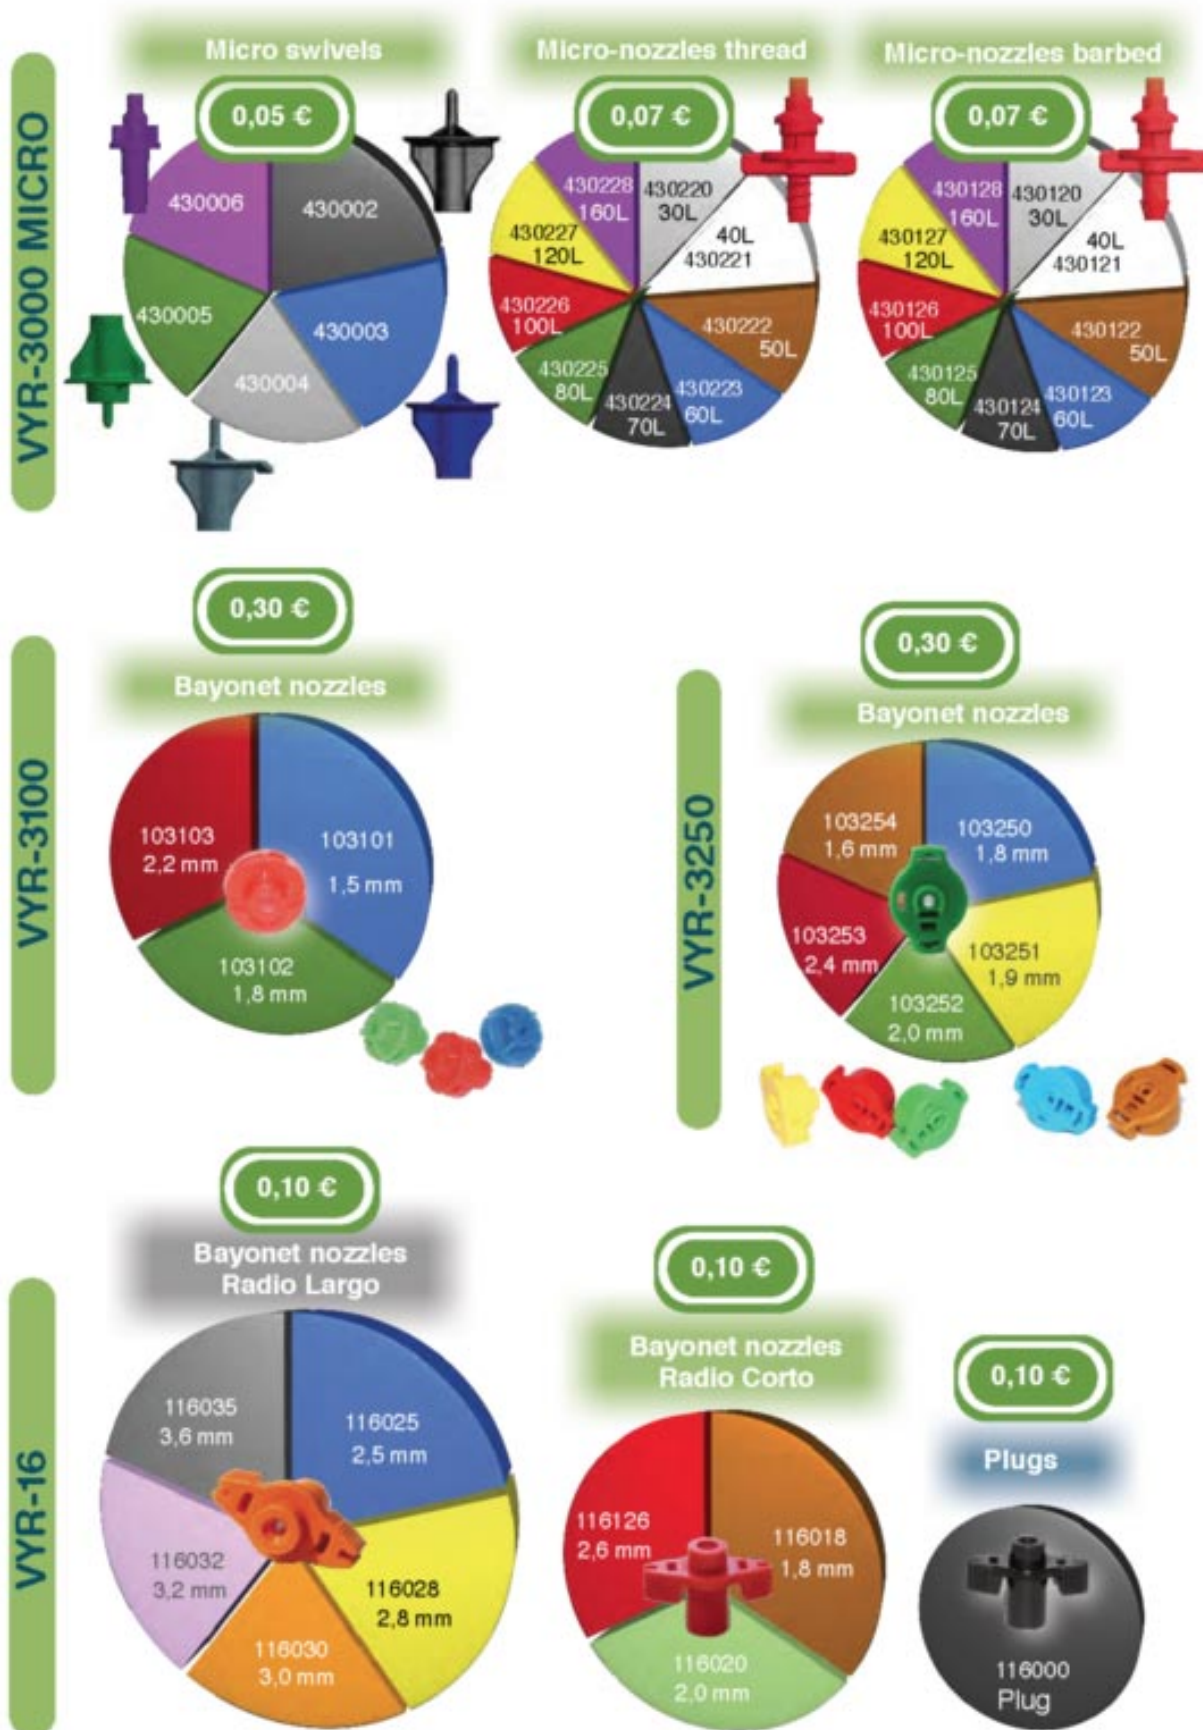 VYR-3000 MICRO
Micro swivels
0,05 €
430006
430002
430005
430003
430004
Micro-nozzles thread
0,07 €
430228
160L
430220
30L
430227
120L
40L
430221
430226
100L
430222
50L
430225
80L
430224
70L
430223
60L
Micro-nozzles barbed
0,07 €
430128
160L
430120
30L
430127
120L
40L
430121
430126
100L
430122
50L
430125
80L
430124
70L
430123
60L
VYR-3100
0,30 €
Bayonet nozzles
103103
2,2 mm
103101
1,5 mm
103102
1,8 mm
VYR-3250
0,30 €
Bayonet nozzles
103254
1,6 mm
103250
1,8 mm
103253
2,4 mm
103251
1,9 mm
103252
2,0 mm
VYR-16
0,10 €
Bayonet nozzles
Radio Largo
116035
3,6 mm
116025
2,5 mm
116032
3,2 mm
116028
2,8 mm
116030
3,0 mm
0,10 €
Bayonet nozzles
Radio Corto
116126
2,6 mm
116018
1,8 mm
116020
2,0 mm
0,10 €
Plugs
116000
Plug